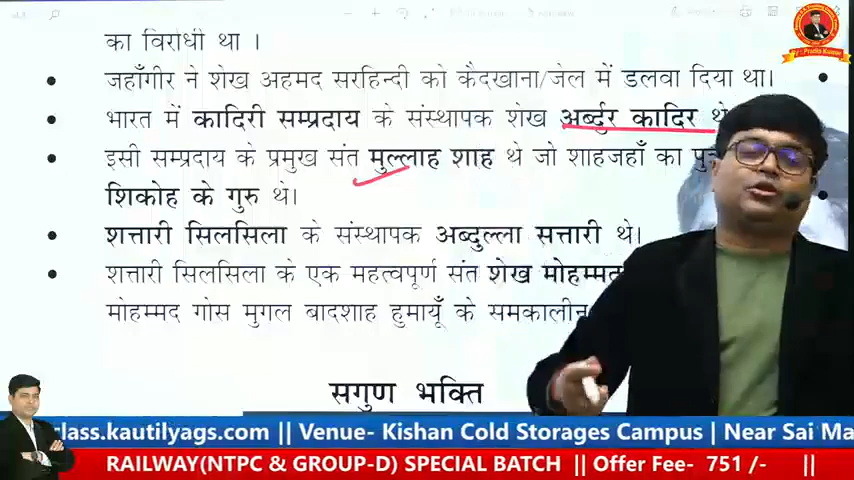 का विराधी था ।
जहाँगीर ने शेख अहमद सरहिन्दी को कैदखाना/जेल में डलवा दिया था।
भारत में कादिरी सम्प्रदाय के संस्थापक शेख अर्ब्दुर कादिर थे
इसी सम्प्रदाय के प्रमुख संत मुल्लाह शाह थे जो शाहजहाँ का
शिकोह के गुरु थे।
शत्तारी सिलसिला के संस्थापक अब्दुल्ला सत्तारी थे।
शत्तारी सिलसिला के एक महत्वपूर्ण संत शेख मोहम्मद
मोहम्मद गोस मुगल बादशाह हुमायूँ के समकालीन
सगुण भक्ति
class.kautilyags.com || Venue- Kishan Cold Storages Campus | Near Sai Ma
RAILWAY(NTPC & GROUP-D) SPECIAL BATCH || Offer Fee- 751 /- ||